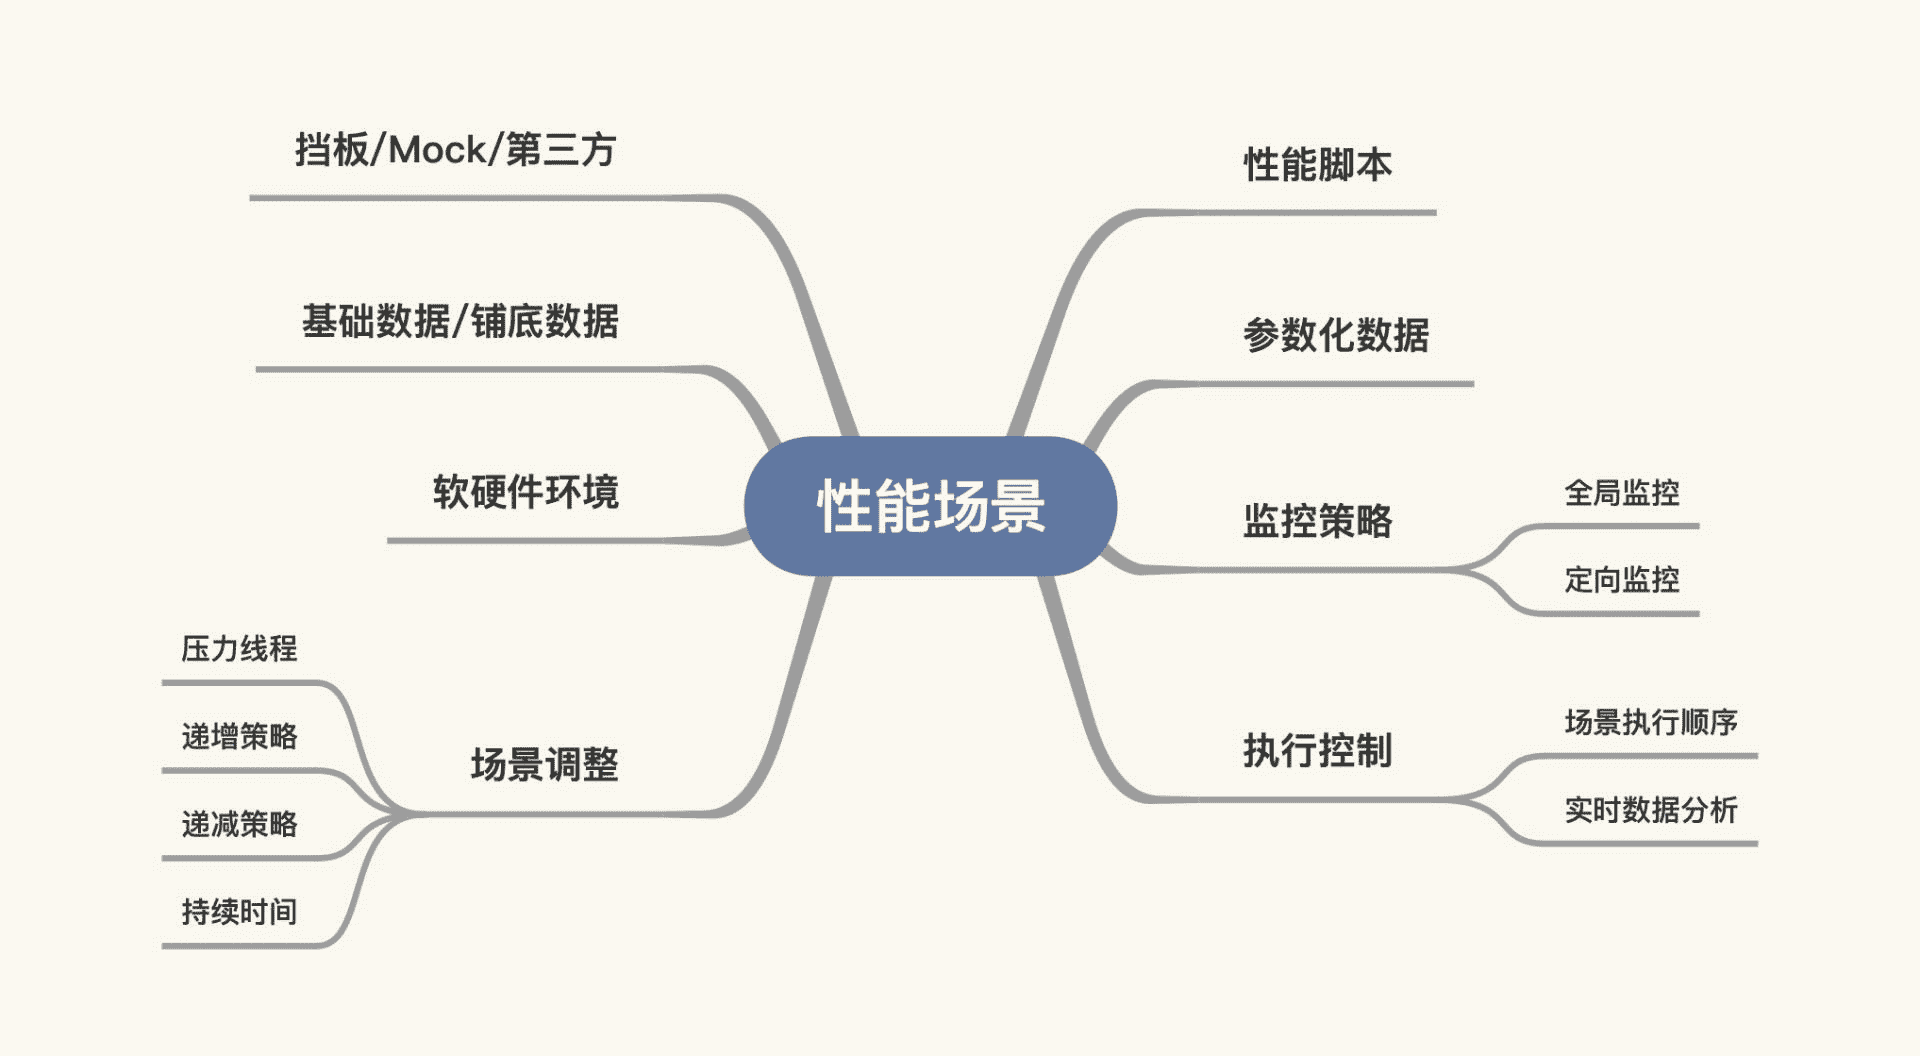 性能场景
性能脚本
参数化数据
监控策略
全局监控
定向监控
执行控制
场景执行顺序
实时数据分析
挡板/Mock/第三方
基础数据/铺底数据
软硬件环境
场景调整
压力线程
递增策略
递减策略
持续时间